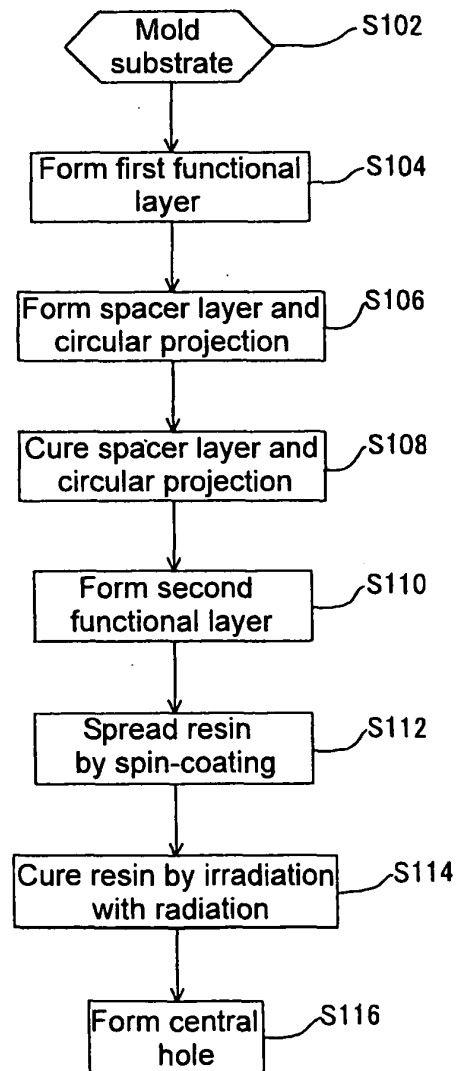 Mold
substrate
S102
Form first functional
layer
S104
Form spacer layer and
circular projection
S106
Cure spacer layer and
circular projection
S108
Form second
functional layer
S110
Spread resin
by spin-coating
S112
Cure resin by irradiation
with radiation
S114
Form central
hole
S116